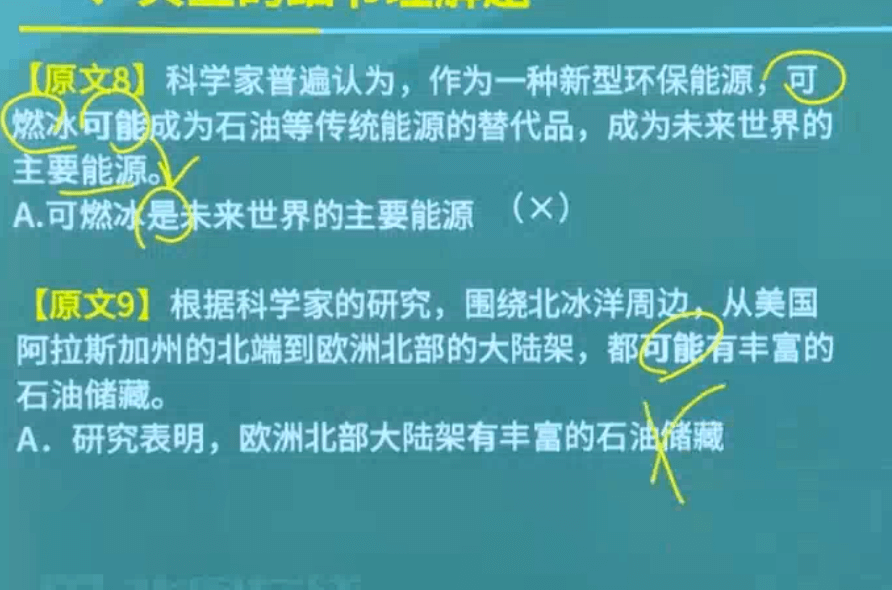 【原文8】科学家普遍认为，作为一种新型环保能源，可
燃冰可能成为石油等传统能源的替代品，成为未来世界的
主要能源。
A.可燃冰是未来世界的主要能源 （×）
【原文9】根据科学家的研究，围绕北冰洋周边，从美国
阿拉斯加州的北端到欧洲北部的大陆架，都可能有丰富的
石油储藏。
A．研究表明，欧洲北部大陆架有丰富的石油储藏